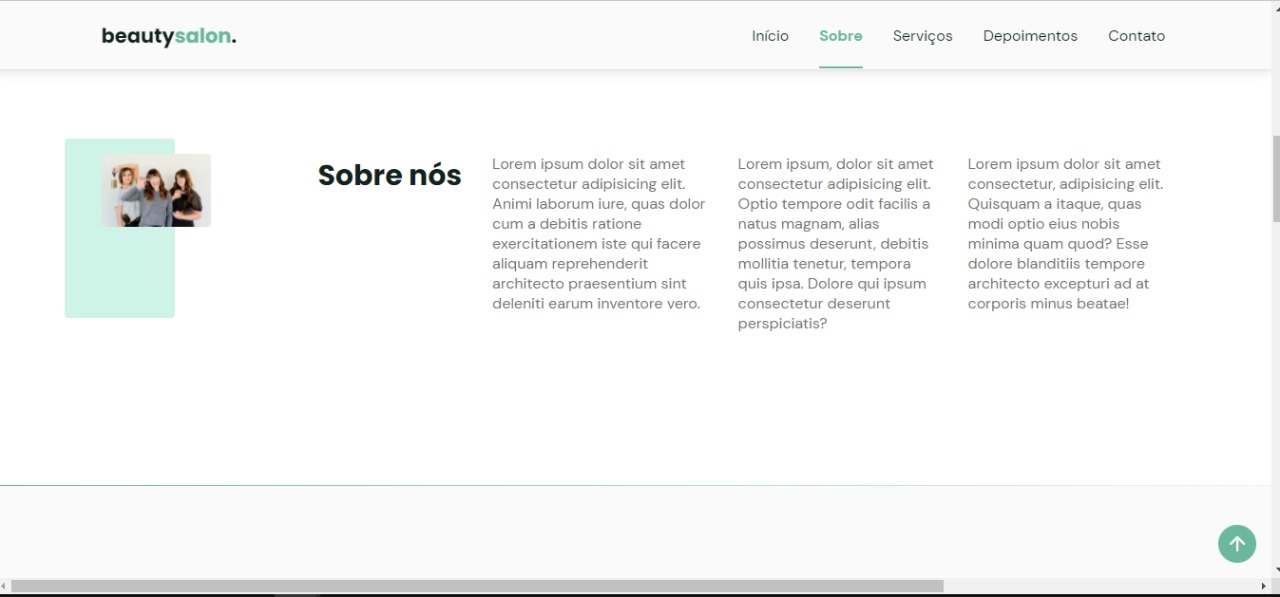 beautysalon.
Início
Sobre
Serviços
Depoimentos
Contato
Sobre nós
Lorem ipsum dolor sit amet
consectetur adipisicing elit.
Animi laborum iure, quas dolor
cum a debitis ratione
exercitationem iste qui facere
aliquam reprehenderit
architecto praesentium sint
deleniti earum inventore vero.
Lorem ipsum, dolor sit amet
consectetur adipisicing elit.
Optio tempore odit facilis a
natus magnam, alias
possimus deserunt, debitis
mollitia tenetur, tempora
quis ipsa. Dolore qui ipsum
consectetur deserunt
perspiciatis?
Lorem ipsum dolor sit amet
consectetur, adipisicing elit.
Quisquam a itaque, quas
modi optio eius nobis
minima quam quod? Esse
dolore blanditiis tempore
architecto excepturi ad at
corporis minus beatae!